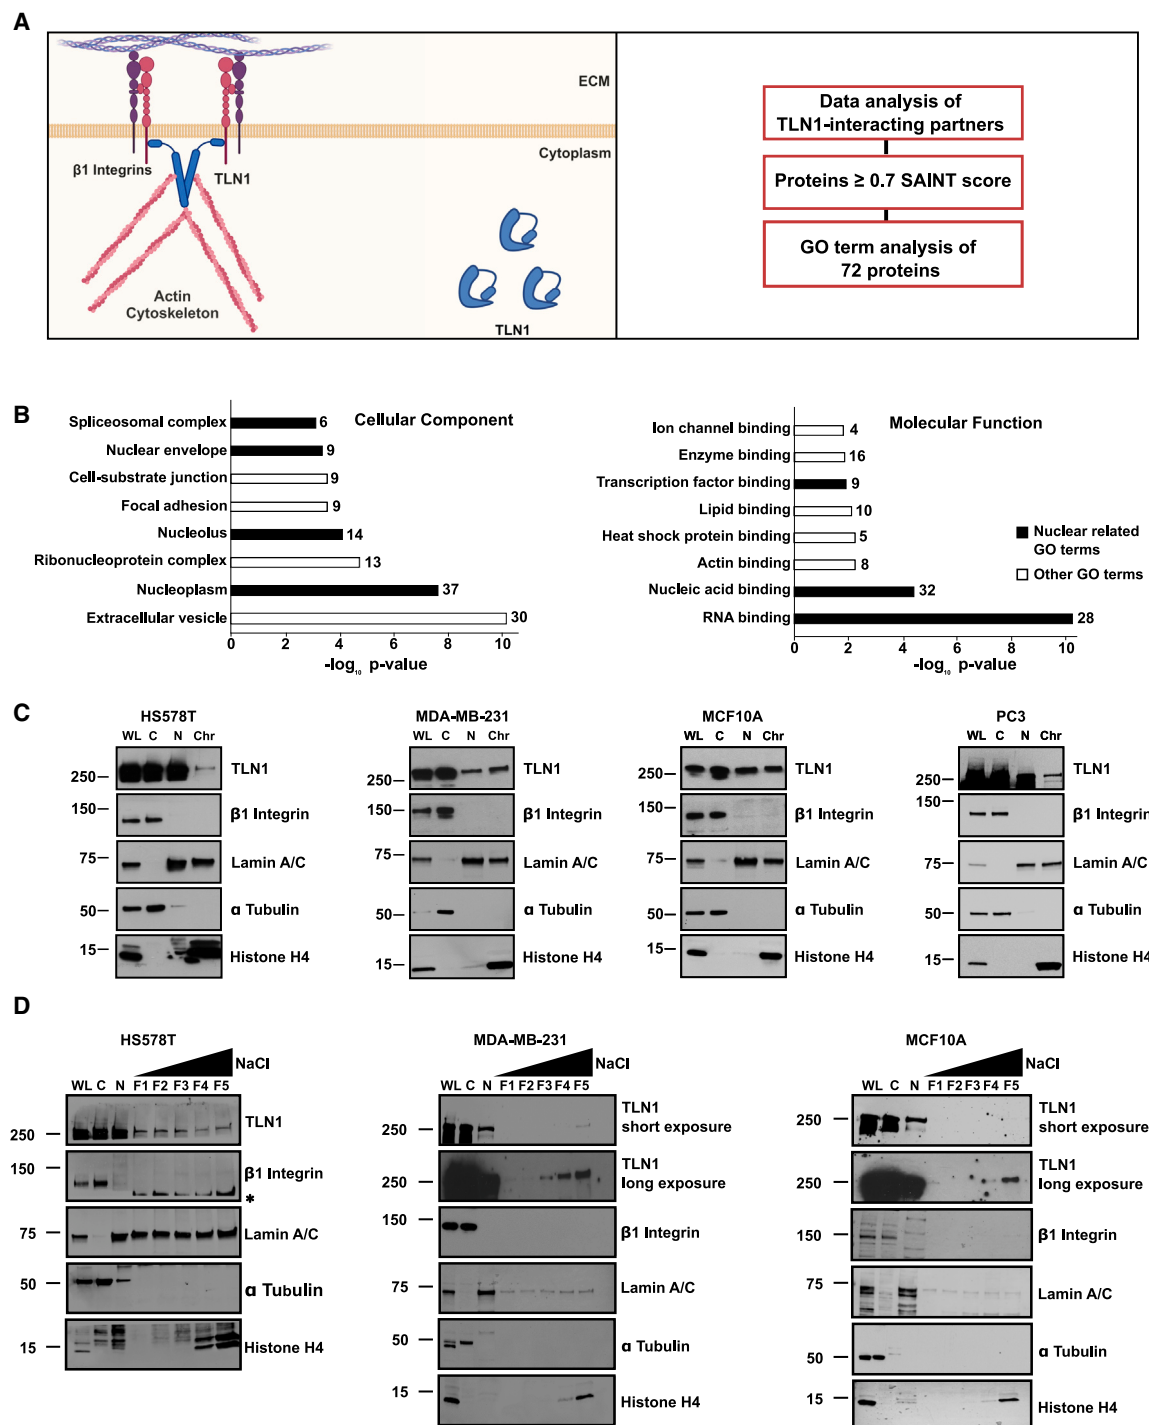 A
ECM
Cytoplasm
β1 Integrins
TLN1
Actin
Cytoskeleton
TLN1
Data analysis of
TLN1-interacting partners
Proteins ≥ 0.7 SAINT score
GO term analysis of
72 proteins
B
Cellular Component
Spliceosomal complex 6
Nuclear envelope 9
Cell-substrate junction 9
Focal adhesion 9
Nucleolus 14
Ribonucleoprotein complex 13
Nucleoplasm 37
Extracellular vesicle 30
0 2 4 6 8 10
-log₁₀ p-value
Molecular Function
Ion channel binding 4
Enzyme binding 16
Transcription factor binding 9
Lipid binding 10
Heat shock protein binding 5
Actin binding 8
Nucleic acid binding 32
RNA binding 28
0 2 4 6 8 10
-log₁₀ p-value
Nuclear related
GO terms
Other GO terms
C
HS578T
WL C N Chr
250 TLN1
150 β1 Integrin
75 Lamin A/C
50 α Tubulin
15 Histone H4
MDA-MB-231
WL C N Chr
250 TLN1
150 β1 Integrin
75 Lamin A/C
50 α Tubulin
15 Histone H4
MCF10A
WL C N Chr
250 TLN1
150 β1 Integrin
75 Lamin A/C
50 α Tubulin
15 Histone H4
PC3
WL C N Chr
250 TLN1
150 β1 Integrin
75 Lamin A/C
50 α Tubulin
15 Histone H4
D
HS578T
NaCl
WL C N F1 F2 F3 F4 F5
250 TLN1
150 β1 Integrin
*
75 Lamin A/C
50 α Tubulin
15 Histone H4
MDA-MB-231
NaCl
WL C N F1 F2 F3 F4 F5
250 TLN1
short exposure
250 TLN1
long exposure
150 β1 Integrin
75 Lamin A/C
50 α Tubulin
15 Histone H4
MCF10A
NaCl
WL C N F1 F2 F3 F4 F5
250 TLN1
short exposure
250 TLN1
long exposure
150 β1 Integrin
75 Lamin A/C
50 α Tubulin
15 Histone H4